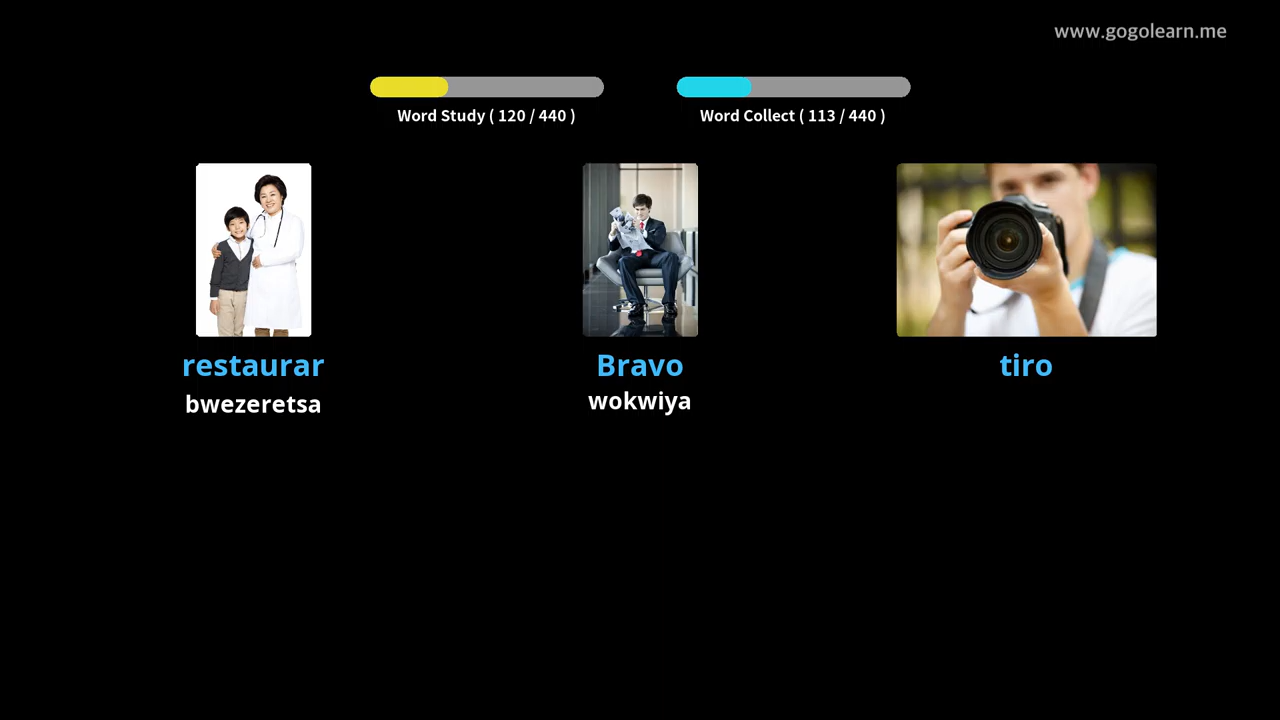 www.gogolearn.me
Word Study ( 120 / 440 )
Word Collect ( 113 / 440 )
restaurar
bwezeretsa
Bravo
wokwiya
tiro